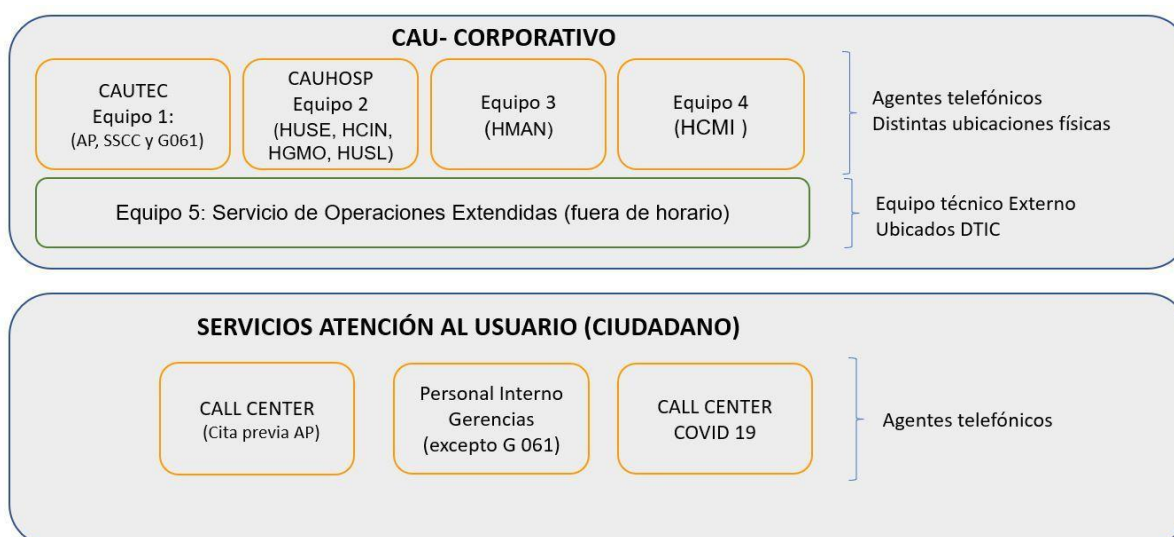 CAU- CORPORATIVO
CAUTEC
Equipo 1:
(AP, SSCC y G061)
CAUHOSP
Equipo 2
(HUSE, HCIN,
HGMO, HUSL)
Equipo 3
(HMAN)
Equipo 4
(HCMI )
Agentes telefónicos
Distintas ubicaciones físicas
Equipo 5: Servicio de Operaciones Extendidas (fuera de horario)
Equipo técnico Externo
Ubicados DTIC
SERVICIOS ATENCIÓN AL USUARIO (CIUDADANO)
CALL CENTER
(Cita previa AP)
Personal Interno
Gerencias
(excepto G 061)
CALL CENTER
COVID 19
Agentes telefónicos